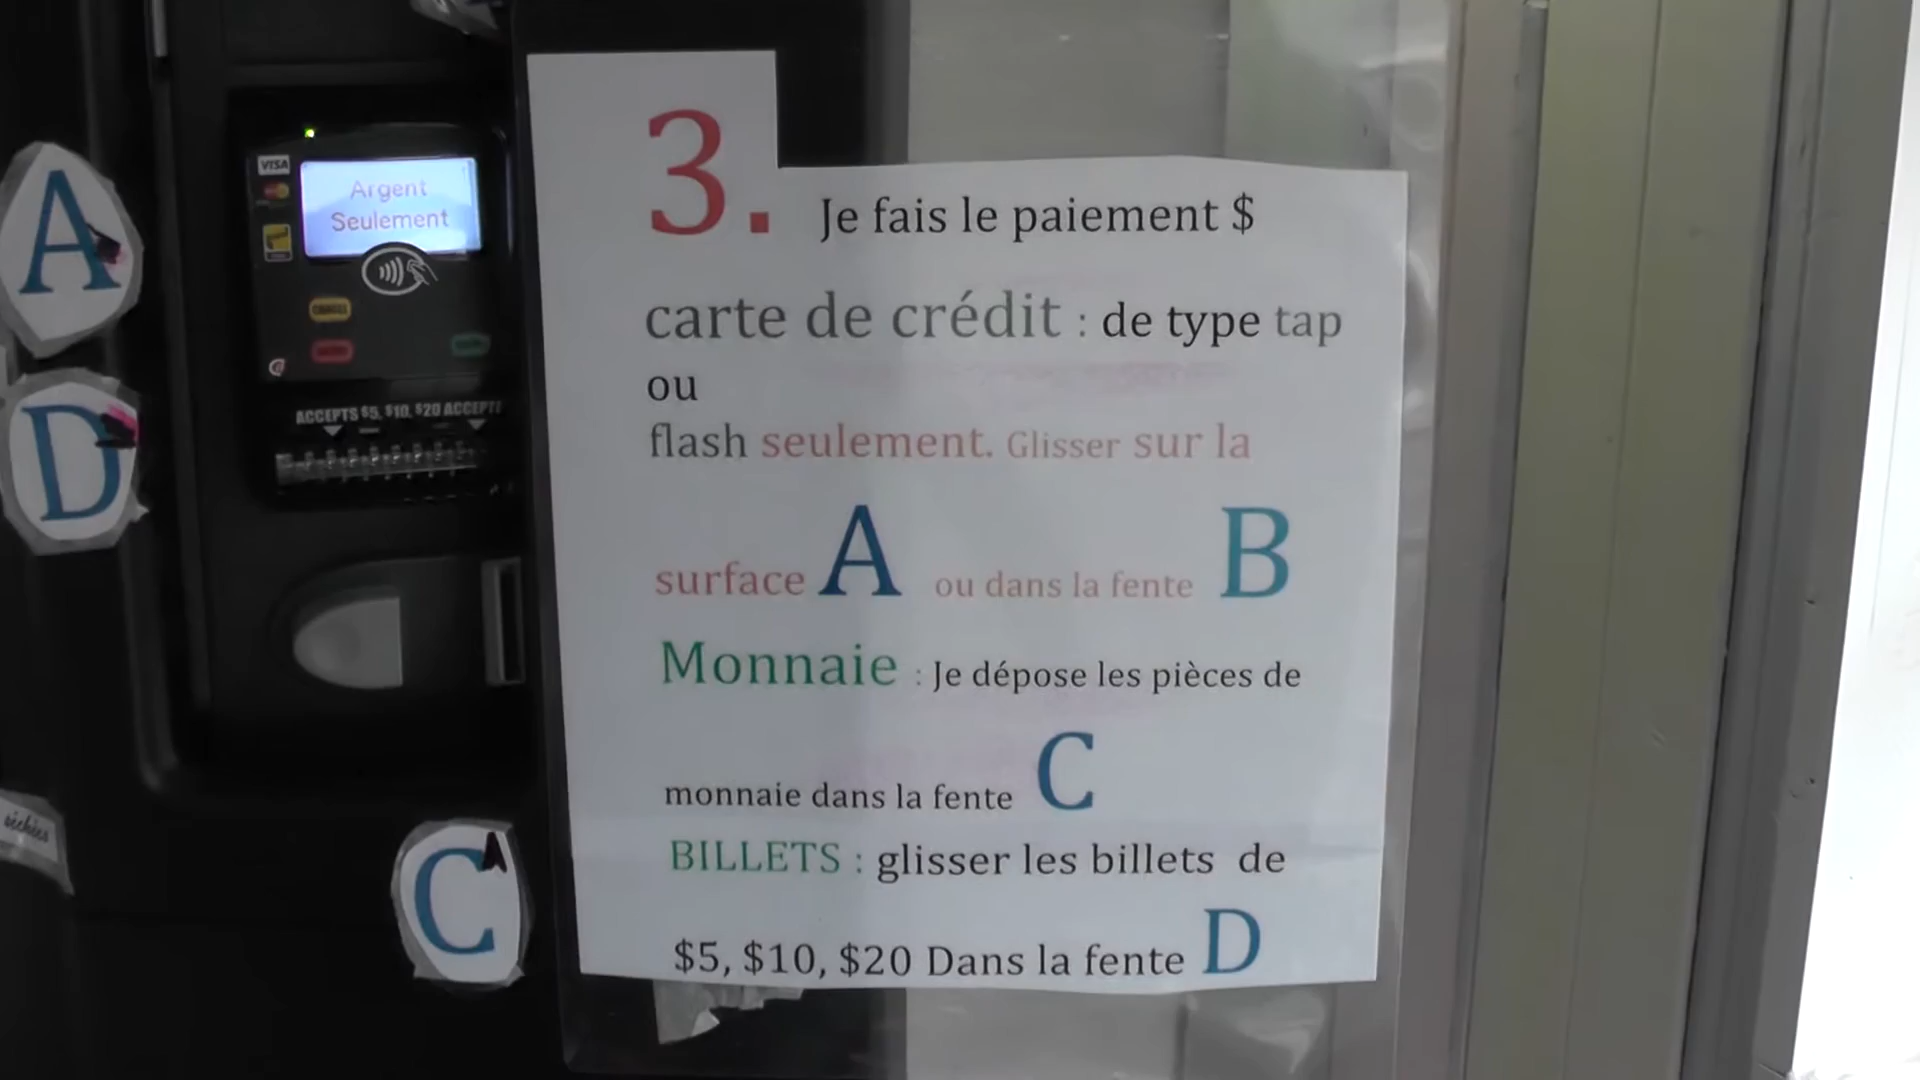 A
D
VISA
Argent
Seulement
ACCEPTS $5, $10, $20 ACCEPTE
séchées
C
3. Je fais le paiement $
carte de crédit : de type tap
ou
flash seulement. Glisser sur la
surface A ou dans la fente B
Monnaie : Je dépose les pièces de
monnaie dans la fente C
BILLETS : glisser les billets de
$5, $10, $20 Dans la fente D